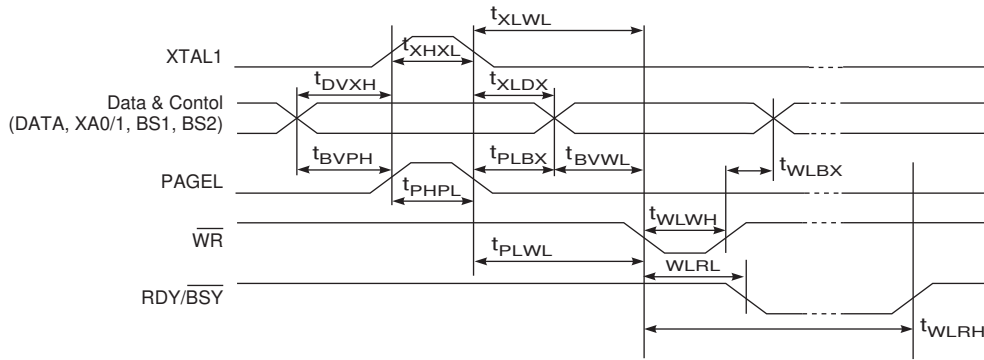 tXLWL
XTAL1
tXHXL
tDVXH
tXLDX
Data & Contol
(DATA, XA0/1, BS1, BS2)
tBVPH
tPLBX
tBVWL
tWLBX
PAGEL
tPHPL
tWLWH
WR
tPLWL
WLRL
RDY/BSY
tWLRH